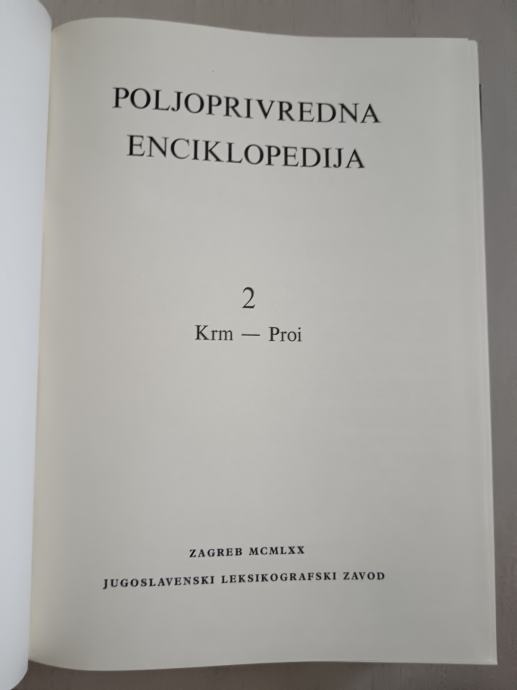 POLJOPRIVREDNA
ENCIKLOPEDIJA
2
Krm — Proi
ZAGREB MCMLXX
JUGOSLAVENSKI LEKSIKOGRAFSKI ZAVOD